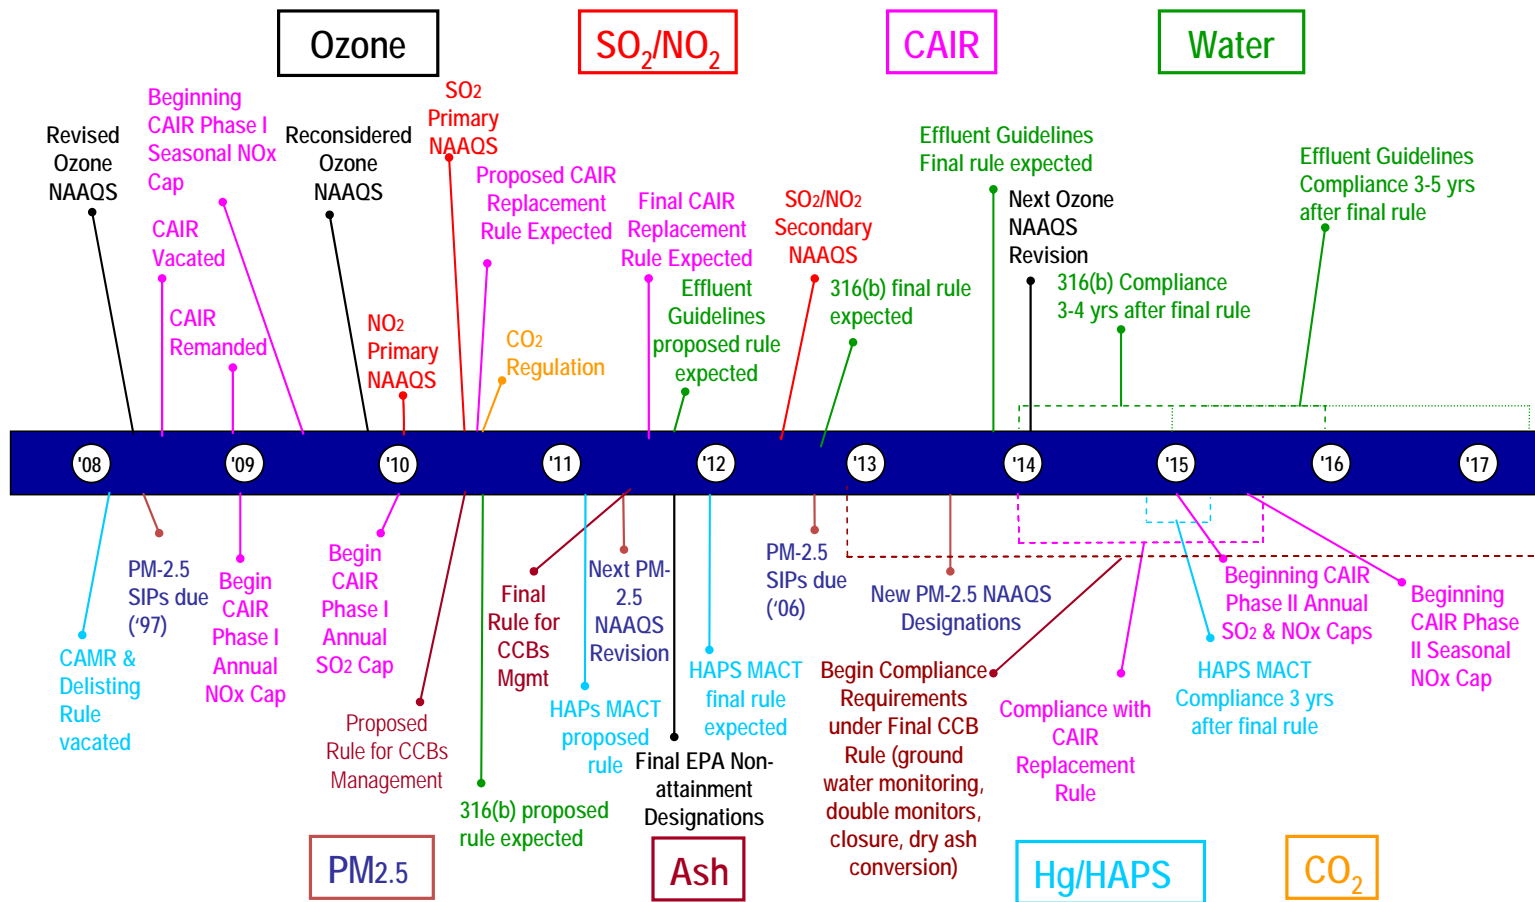 Ozone
SO2/NO2
CAIR
Water
Revised
Ozone
NAAQS
Beginning
CAIR Phase I
Seasonal NOx
Cap
CAIR
Vacated
CAIR
Remanded
Reconsidered
Ozone
NAAQS
NO2
Primary
NAAQS
SO2
Primary
NAAQS
Proposed CAIR
Replacement
Rule Expected
CO2
Regulation
Final CAIR
Replacement
Rule Expected
Effluent
Guidelines
proposed rule
expected
SO2/NO2
Secondary
NAAQS
316(b) final rule
expected
Effluent Guidelines
Final rule expected
Next Ozone
NAAQS
Revision
316(b) Compliance
3-4 yrs after final rule
Effluent Guidelines
Compliance 3-5 yrs
after final rule
'08
'09
'10
'11
'12
'13
'14
'15
'16
'17
CAMR &
Delisting
Rule
vacated
PM-2.5
SIPs due
('97)
Begin
CAIR
Phase I
Annual
NOx Cap
Begin
CAIR
Phase I
Annual
SO2 Cap
Proposed
Rule for CCBs
Management
316(b) proposed
rule expected
Final
Rule for
CCBs
Mgmt
HAPs MACT
proposed
rule
Next PM-
2.5
NAAQS
Revision
Final EPA Non-
attainment
Designations
HAPS MACT
final rule
expected
PM-2.5
SIPs due
('06)
New PM-2.5 NAAQS
Designations
Begin Compliance
Requirements
under Final CCB
Rule (ground
water monitoring,
double monitors,
closure, dry ash
conversion)
Compliance with
CAIR
Replacement
Rule
HAPS MACT
Compliance 3 yrs
after final rule
Beginning CAIR
Phase II Annual
SO2 & NOx Caps
Beginning
CAIR Phase
II Seasonal
NOx Cap
PM2.5
Ash
Hg/HAPS
CO2